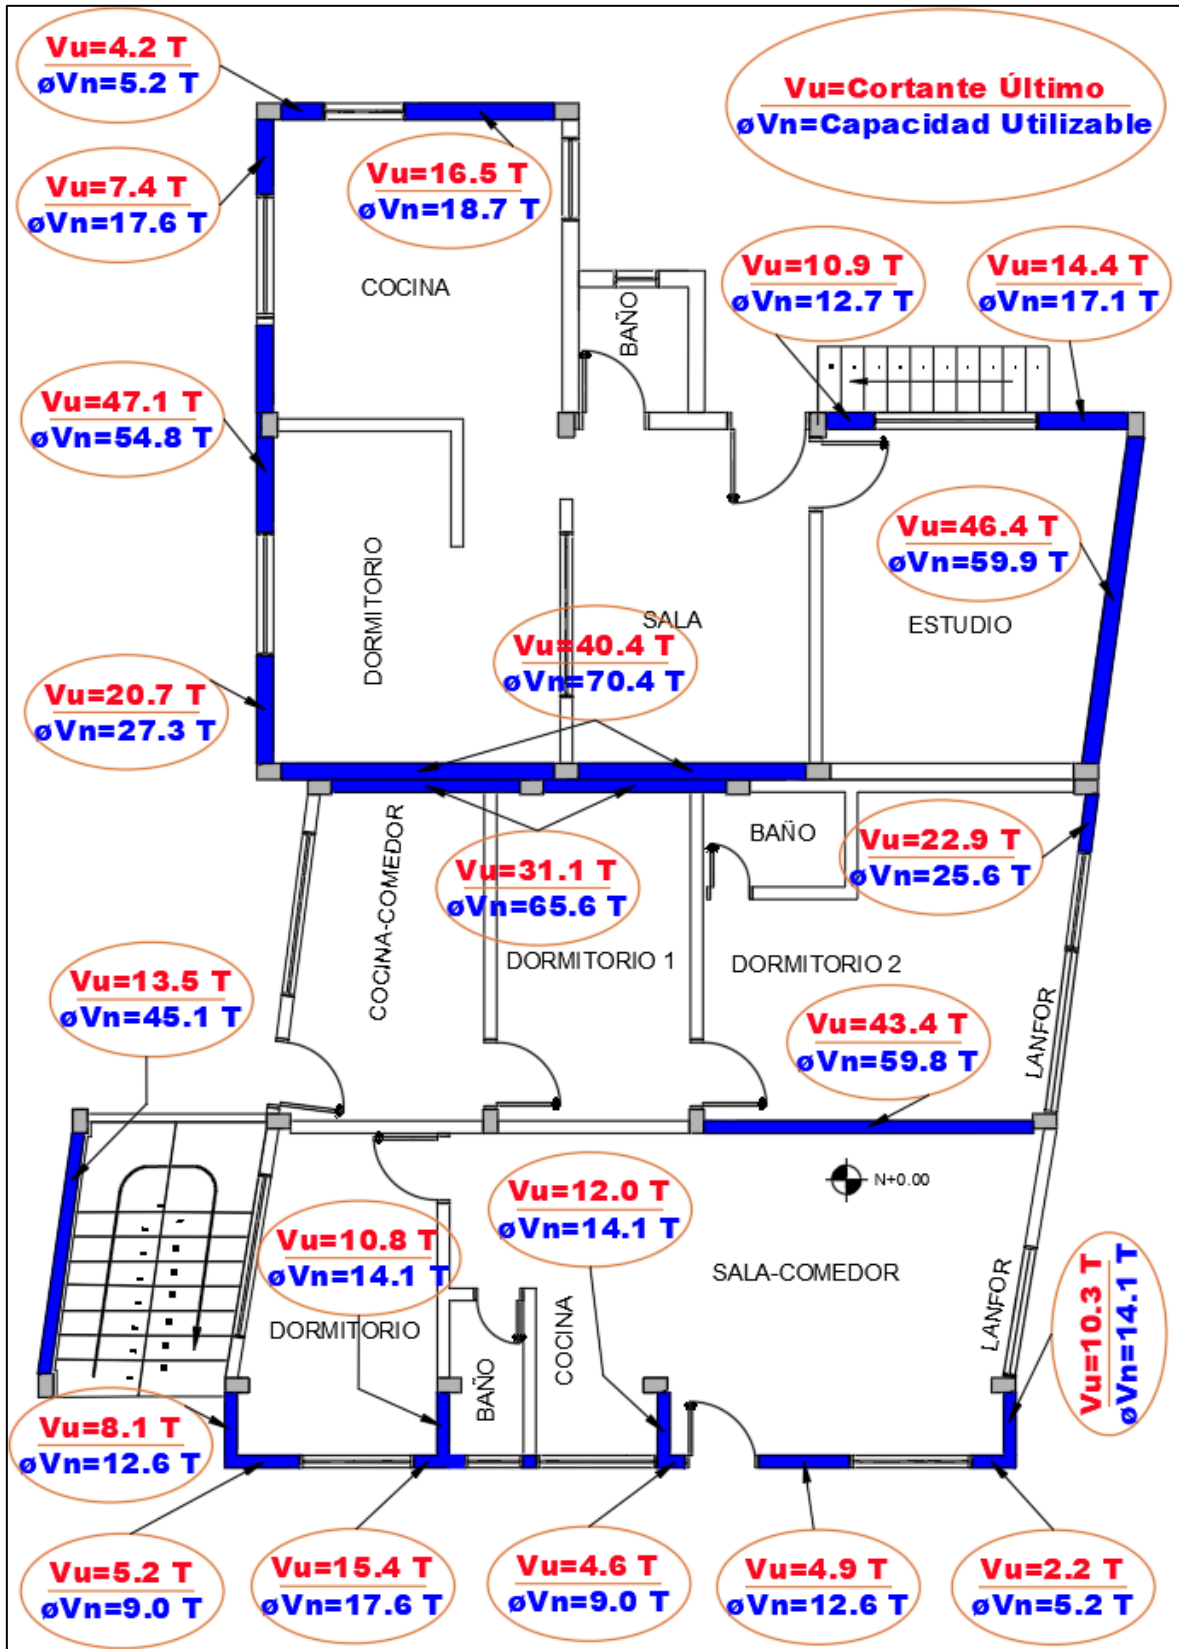 Vu=4.2 T
øVn=5.2 T
Vu=Cortante Último
øVn=Capacidad Utilizable
Vu=7.4 T
øVn=17.6 T
Vu=16.5 T
øVn=18.7 T
COCINA
BAÑO
Vu=10.9 T
øVn=12.7 T
Vu=14.4 T
øVn=17.1 T
Vu=47.1 T
øVn=54.8 T
Vu=46.4 T
øVn=59.9 T
DORMITORIO
SALA
ESTUDIO
Vu=40.4 T
øVn=70.4 T
Vu=20.7 T
øVn=27.3 T
COCINA-COMEDOR
BAÑO
Vu=31.1 T
øVn=65.6 T
Vu=22.9 T
øVn=25.6 T
DORMITORIO 1
DORMITORIO 2
Vu=13.5 T
øVn=45.1 T
LANFOR
Vu=43.4 T
øVn=59.8 T
N+0.00
Vu=12.0 T
øVn=14.1 T
Vu=10.8 T
øVn=14.1 T
SALA-COMEDOR
LANFOR
Vu=10.3 T
øVn=14.1 T
DORMITORIO
BAÑO
COCINA
Vu=8.1 T
øVn=12.6 T
Vu=5.2 T
øVn=9.0 T
Vu=15.4 T
øVn=17.6 T
Vu=4.6 T
øVn=9.0 T
Vu=4.9 T
øVn=12.6 T
Vu=2.2 T
øVn=5.2 T